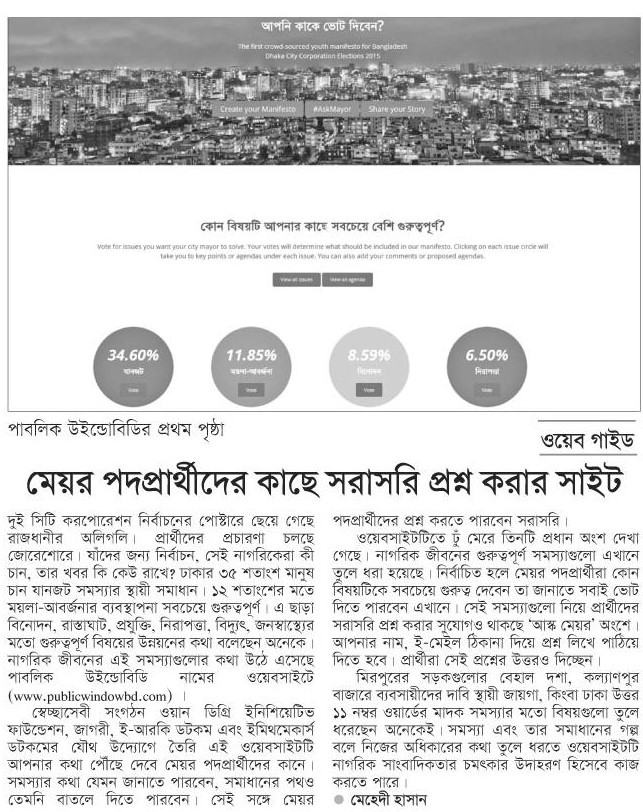 আপনি কাকে ভোট দিবেন?
The first crowd-sourced youth manifesto for Bangladesh
Dhaka City Corporation Elections 2015
Create your Manifesto
#AskMayor
Share your Story
কোন বিষয়টি আপনার কাছে সবচেয়ে বেশি গুরুত্বপূর্ণ?
Vote for issues you want your city mayor to solve. Your votes will determine what should be included in our manifesto. Clicking on each issue circle will
take you to key points or agendas under each issue. You can also add your comments or proposed agendas.
View all issues
View an agenda
34.60%
যানজট
Vote
11.85%
ময়লা-আবর্জনা
Vote
8.59%
বিনোদন
Vote
6.50%
নিরাপত্তা
Vote
পাবলিক উইন্ডোবিডির প্রথম পৃষ্ঠা
ওয়েব গাইড
মেয়র পদপ্রার্থীদের কাছে সরাসরি প্রশ্ন করার সাইট
দুই সিটি করপোরেশন নির্বাচনের পোস্টারে ছেয়ে গেছে
রাজধানীর অলিগলি। প্রার্থীদের প্রচারণা চলছে
জোরেশোরে। যাঁদের জন্য নির্বাচন, সেই নাগরিকেরা কী
চান, তার খবর কি কেউ রাখে? ঢাকার ৩৫ শতাংশ মানুষ
চান যানজট সমস্যার স্থায়ী সমাধান। ১২ শতাংশের মতে
ময়লা-আবর্জনার ব্যবস্থাপনা সবচেয়ে গুরুত্বপূর্ণ। এ ছাড়া
বিনোদন, রাস্তাঘাট, প্রযুক্তি, নিরাপত্তা, বিদ্যুৎ, জনস্বাস্থ্যের
মতো গুরুত্বপূর্ণ বিষয়ের উন্নয়নের কথা বলেছেন অনেকে।
নাগরিক জীবনের এই সমস্যাগুলোর কথা উঠে এসেছে
পাবলিক উইন্ডোবিডি নামের ওয়েবসাইটে
(www.publicwindowbd.com) ।
স্বেচ্ছাসেবী সংগঠন ওয়ান ডিগ্রি ইনিশিয়েটিভ
ফাউন্ডেশন, জাগরী, ই-আরকি ডটকম এবং ইমিথমেকার্স
ডটকমের যৌথ উদ্যোগে তৈরি এই ওয়েবসাইটটি
আপনার কথা পৌঁছে দেবে মেয়র পদপ্রার্থীদের কানে।
সমস্যার কথা যেমন জানাতে পারবেন, সমাধানের পথও
তেমনি বাতলে দিতে পারবেন। সেই সঙ্গে মেয়র
পদপ্রার্থীদের প্রশ্ন করতে পারবেন সরাসরি।
ওয়েবসাইটটিতে ঢুঁ মেরে তিনটি প্রধান অংশ দেখা
গেছে। নাগরিক জীবনের গুরুত্বপূর্ণ সমস্যাগুলো এখানে
তুলে ধরা হয়েছে। নির্বাচিত হলে মেয়র পদপ্রার্থীরা কোন
বিষয়টিকে সবচেয়ে গুরুত্ব দেবেন তা জানাতে সবাই ভোট
দিতে পারবেন এখানে। সেই সমস্যাগুলো নিয়ে প্রার্থীদের
সরাসরি প্রশ্ন করার সুযোগও থাকছে ‘আস্ক মেয়র’ অংশে।
আপনার নাম, ই-মেইল ঠিকানা দিয়ে প্রশ্ন লিখে পাঠিয়ে
দিতে হবে। প্রার্থীরা সেই প্রশ্নের উত্তরও দিচ্ছেন।
মিরপুরের সড়কগুলোর বেহাল দশা, কল্যাণপুর
বাজারে ব্যবসায়ীদের দাবি স্থায়ী জায়গা, কিংবা ঢাকা উত্তর
১১ নম্বর ওয়ার্ডের মাদক সমস্যার মতো বিষয়গুলো তুলে
ধরেছেন অনেকেই। সমস্যা এবং তার সমাধানের গল্প
বলে নিজের অধিকারের কথা তুলে ধরতে ওয়েবসাইটটি
নাগরিক সাংবাদিকতার চমৎকার উদাহরণ হিসেবে কাজ
করতে পারে।
● মেহেদী হাসান